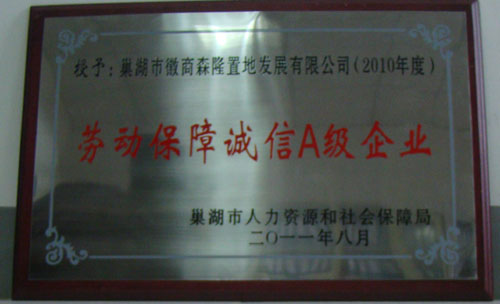 授予：巢湖市徽商森隆置地发展有限公司(2010年度)
劳动保障诚信A级企业
巢湖市人力资源和社会保障局
二〇一一年八月